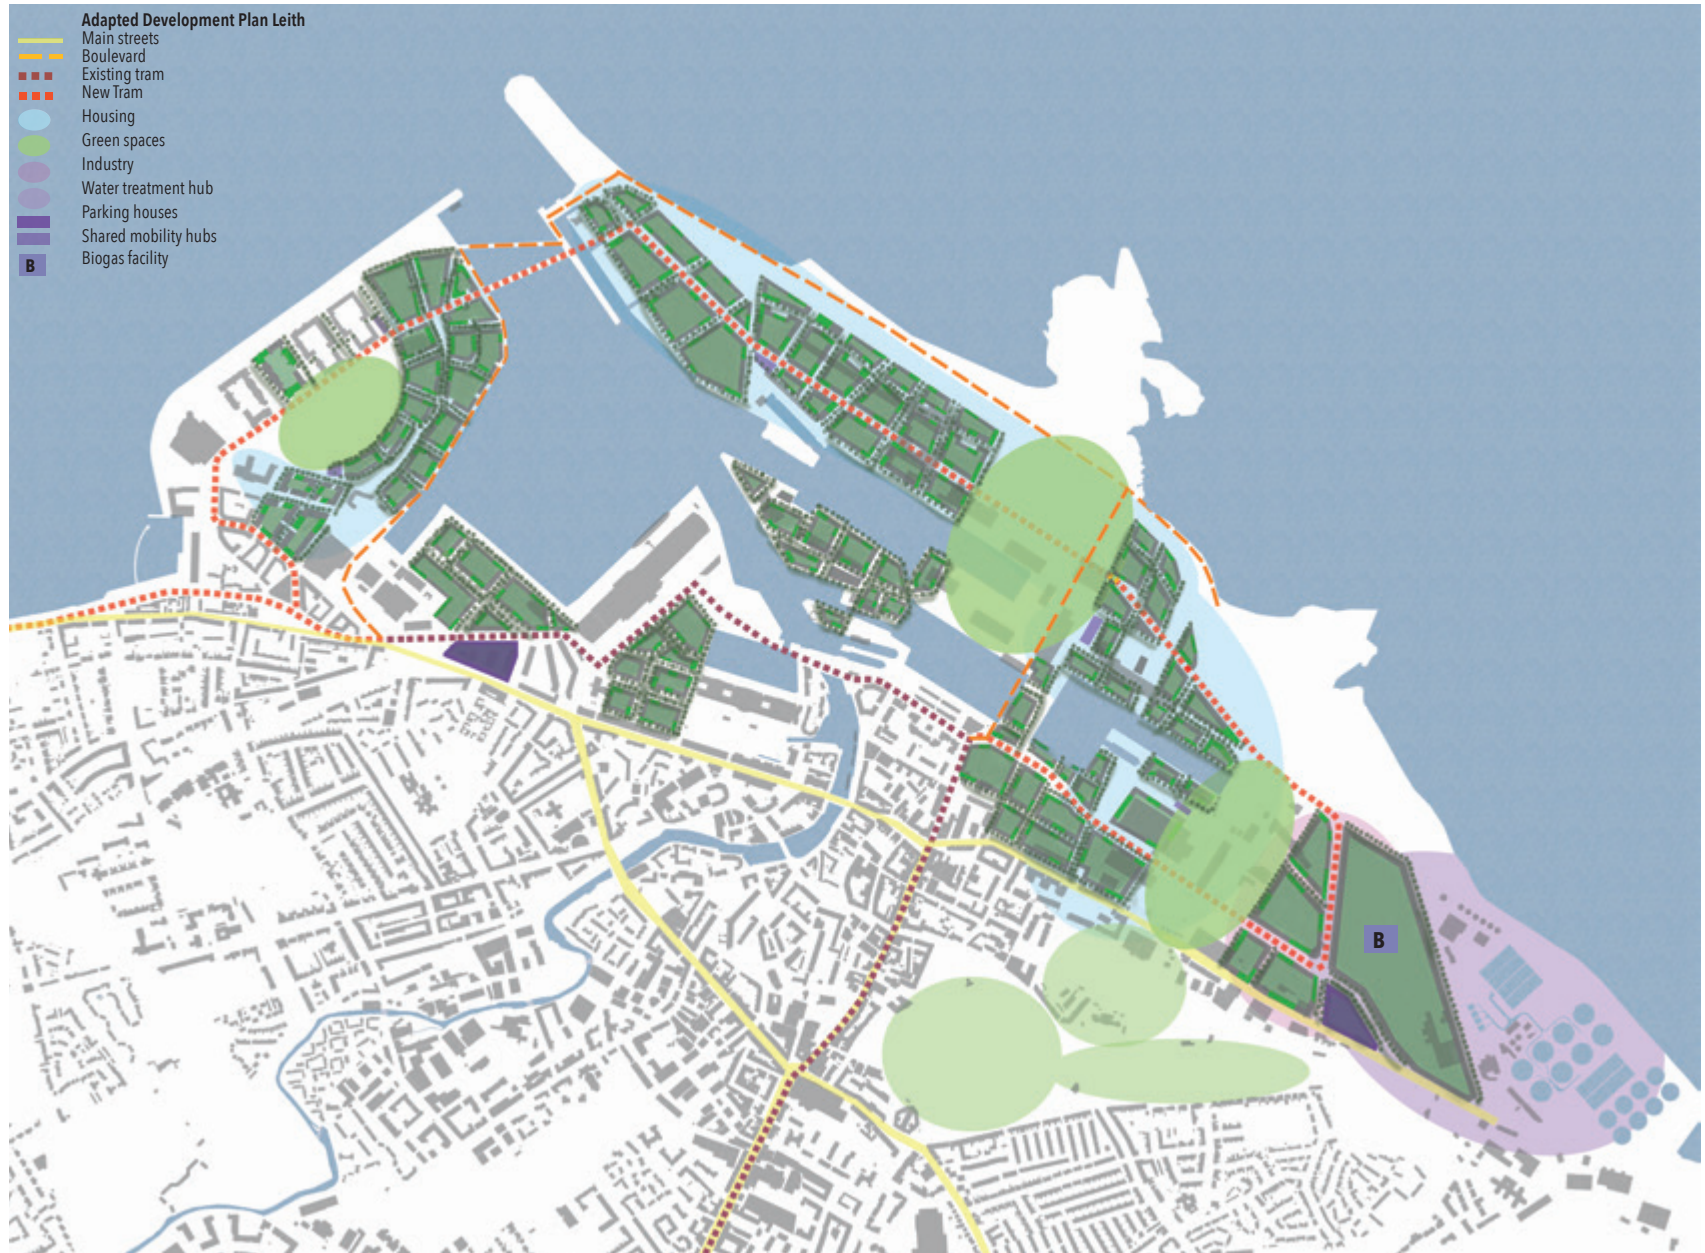 Adapted Development Plan Leith
Main streets
Boulevard
Existing tram
New Tram
Housing
Green spaces
Industry
Water treatment hub
Parking houses
Shared mobility hubs
B Biogas facility
B